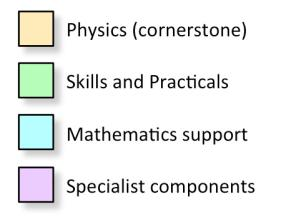 Physics (cornerstone)
Skills and Practicals
Mathematics support
Specialist components